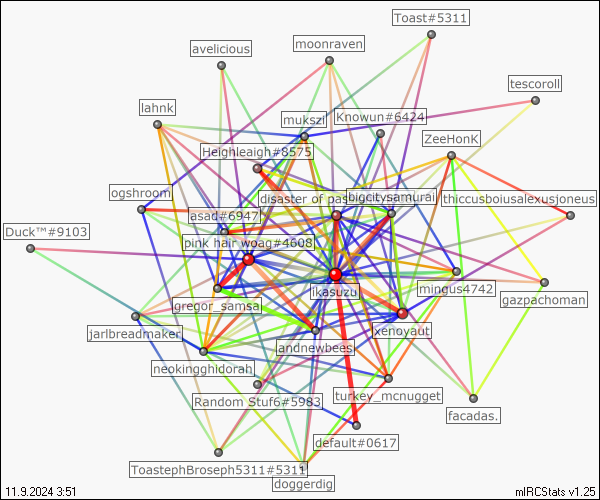 Toast#5311
moonraven
avelicious
tescoroll
lahnk
Knowun#6424
mukszi
ZeeHonK
Heighleaigh#8575
ogshroom
disaster of pas
bigcitysamurai
thiccusboiusalexusjoneus
asad#6947
Duck™#9103
pink hair woag#4608
ikasuzu
mingus4742
gazpachoman
gregor_samsa
xenoyaut
jarlbreadmaker
andnewbees
neokingghidorah
turkey_mcnugget
Random Stuf6#5983
facadas.
default#0617
ToastephBroseph5311#5311
doggerdig
11.9.2024 3:51
mIRCStats v1.25